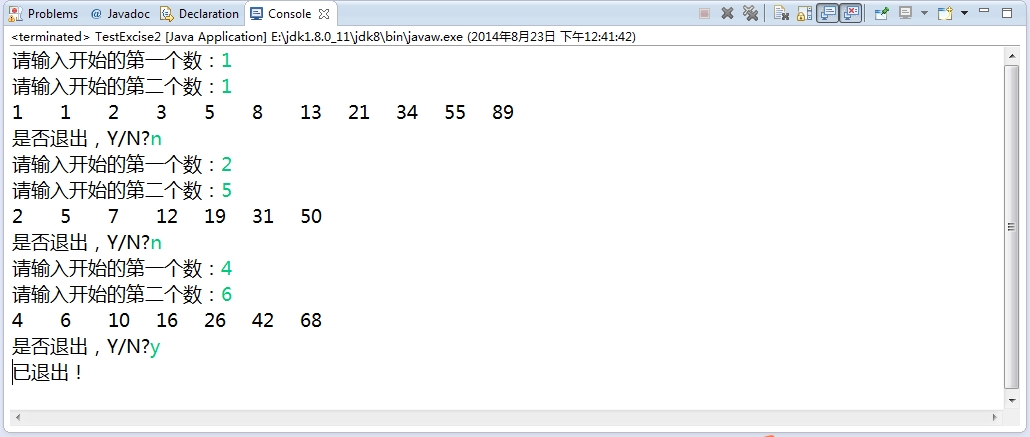 Problems @ Javadoc Declaration Console
<terminated> TestExcise2 [Java Application] E:\jdk1.8.0_11\jdk8\bin\javaw.exe (2014年8月23日 下午12:41:42)
请输入开始的第一个数：1
请输入开始的第二个数：1
1 1 2 3 5 8 13 21 34 55 89
是否退出，Y/N?n
请输入开始的第一个数：2
请输入开始的第二个数：5
2 5 7 12 19 31 50
是否退出，Y/N?n
请输入开始的第一个数：4
请输入开始的第二个数：6
4 6 10 16 26 42 68
是否退出，Y/N?y
已退出！